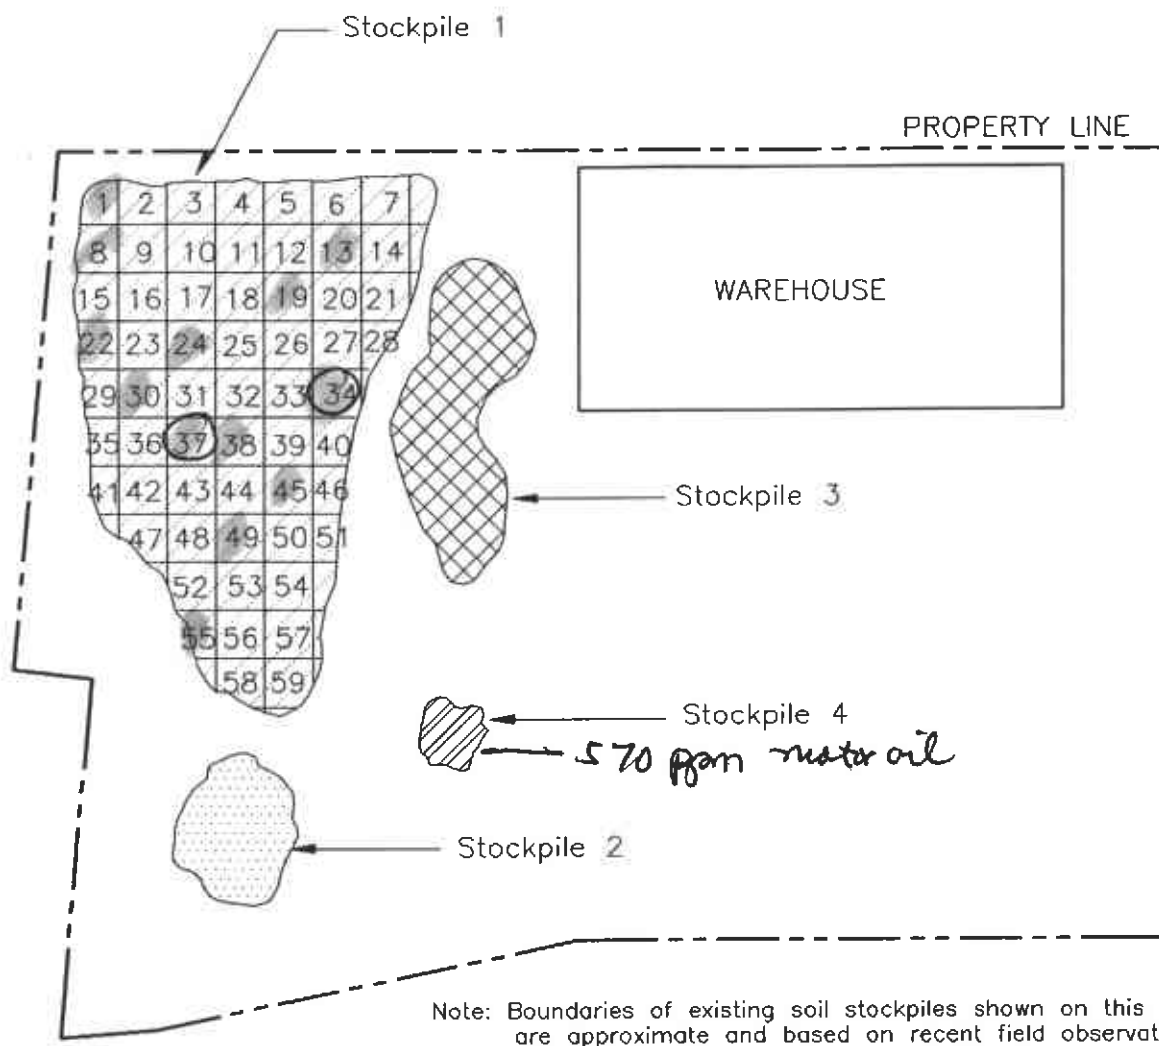 Stockpile 1
PROPERTY LINE
1 2 3 4 5 6 7
8 9 10 11 12 13 14
15 16 17 18 19 20 21
22 23 24 25 26 27 28
29 30 31 32 33 34
35 36 37 38 39 40
41 42 43 44 45 46
47 48 49 50 51
52 53 54
55 56 57
58 59
WAREHOUSE
Stockpile 3
Stockpile 4
570 ppm motor oil
Stockpile 2
Note: Boundaries of existing soil stockpiles shown on this
are approximate and based on recent field observat